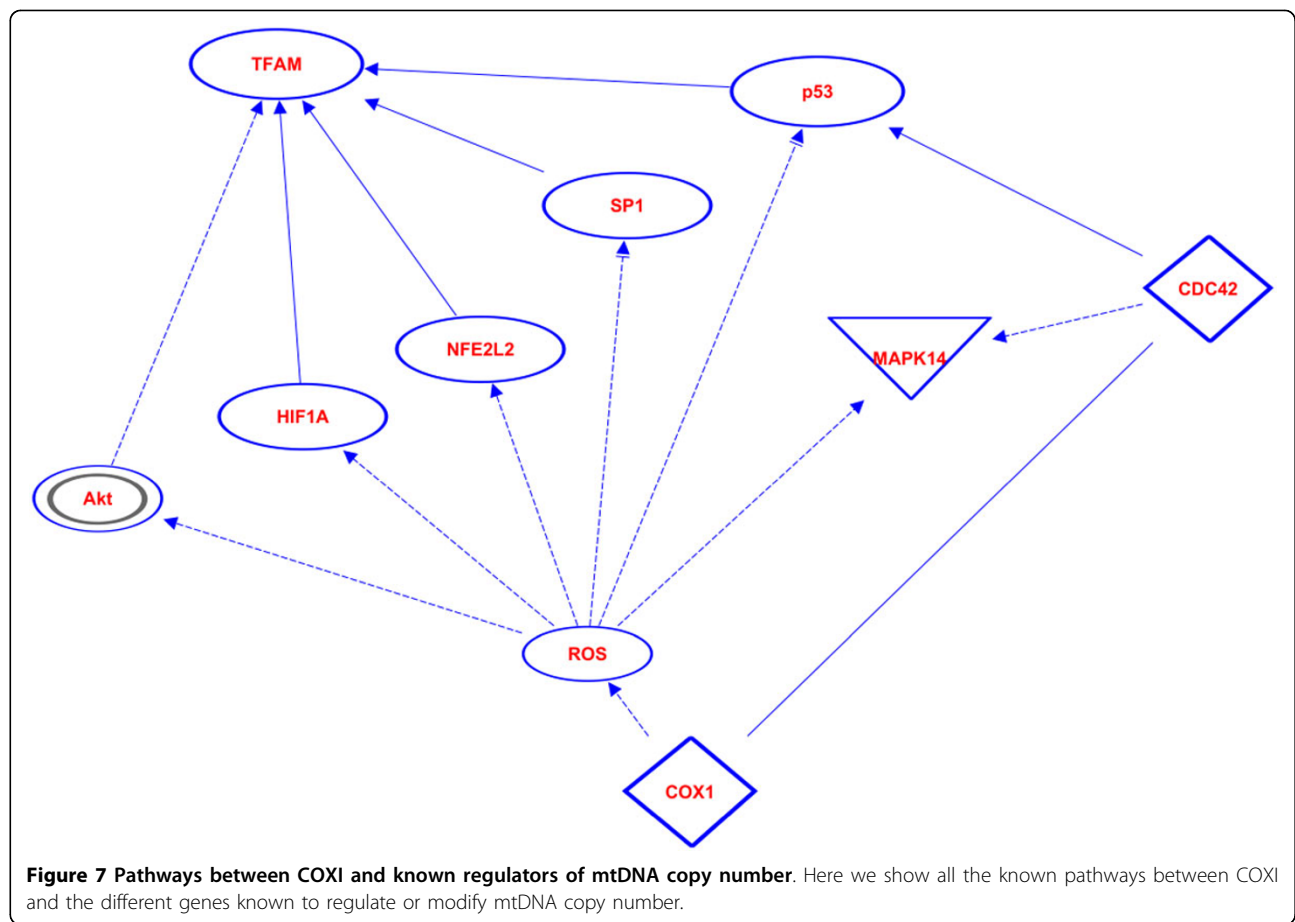 TFAM
p53
SP1
CDC42
NFE2L2
MAPK14
HIF1A
Akt
ROS
COX1
Figure 7 Pathways between COXI and known regulators of mtDNA copy number. Here we show all the known pathways between COXI
and the different genes known to regulate or modify mtDNA copy number.